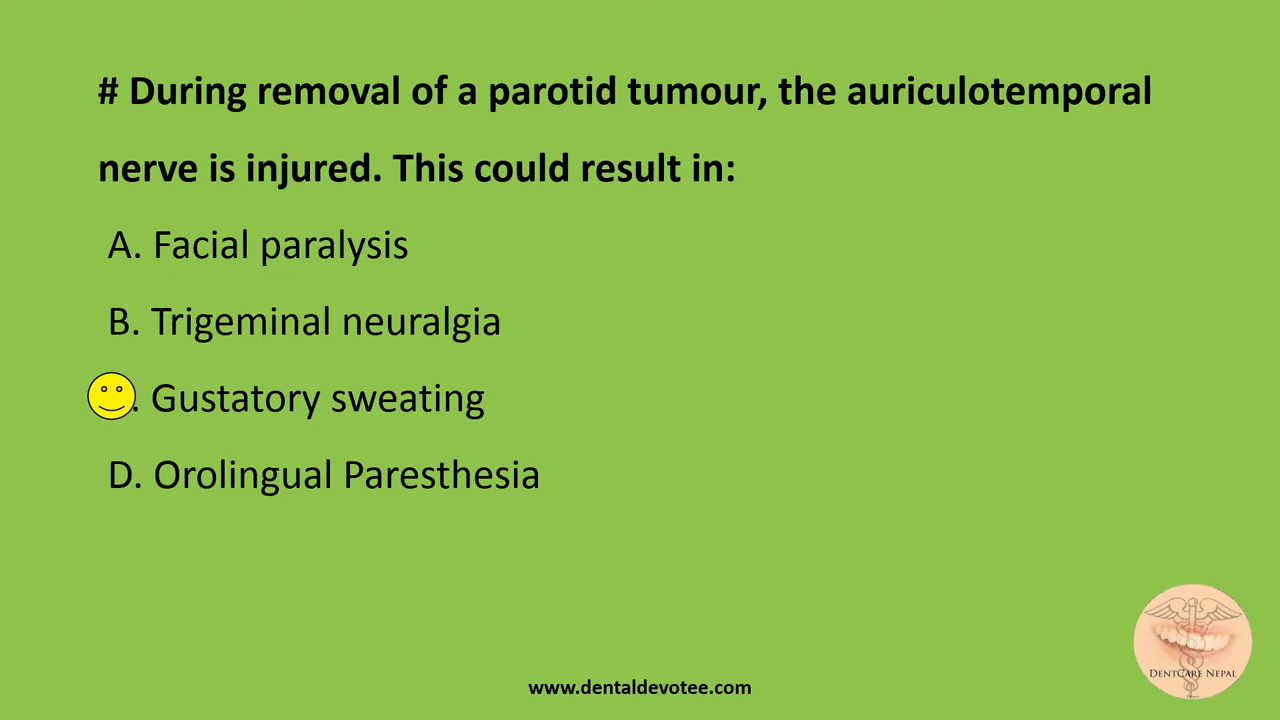 # During removal of a parotid tumour, the auriculotemporal
nerve is injured. This could result in:
A. Facial paralysis
B. Trigeminal neuralgia
. Gustatory sweating
D. Orolingual Paresthesia
DENTCARE NEPAL
www.dentaldevotee.com